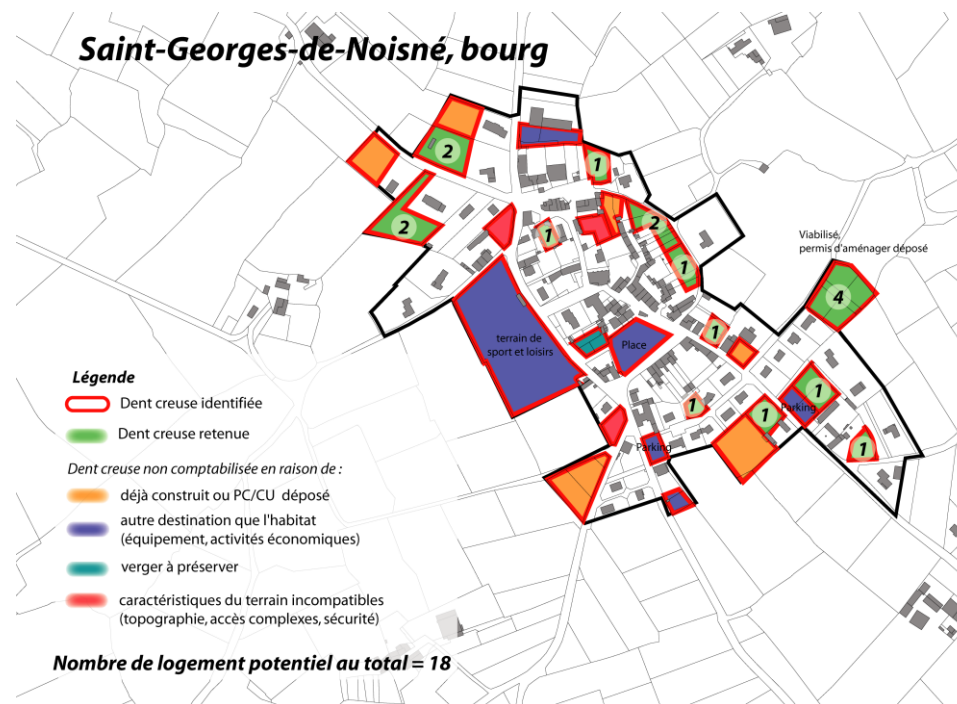 Saint-Georges-de-Noisné, bourg
2
1
2
1
2
1
Viabilisé,
permis d'aménager déposé
4
terrain de
sport et loisirs
Place
1
1
Parking
1
1
1
Parking
Légende
Dent creuse identifiée
Dent creuse retenue
Dent creuse non comptabilisée en raison de :
déjà construit ou PC/CU déposé
autre destination que l'habitat
(équipement, activités économiques)
verger à préserver
caractéristiques du terrain incompatibles
(topographie, accès complexes, sécurité)
Nombre de logement potentiel au total = 18